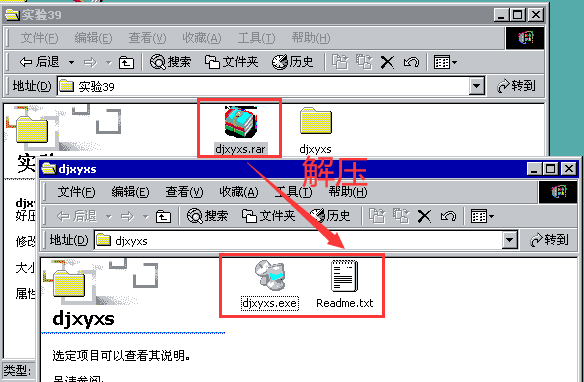 实验39
文件(F) 编辑(E) 查看(V) 收藏(A) 工具(T) 帮助(H)
后退 搜索 文件夹 历史
地址(D) 实验39 转到
djxyxs.rar djxyxs
实验
djxyxs
解压
文件(F) 编辑(E) 查看(V) 收藏(A) 工具(T) 帮助(H)
后退 搜索 文件夹 历史
地址(D) djxyxs 转到
djxyxs.exe Readme.txt
djxyxs
选定项目可以查看其说明。
另请参阅:
好压
修改
大小
属性
类型: